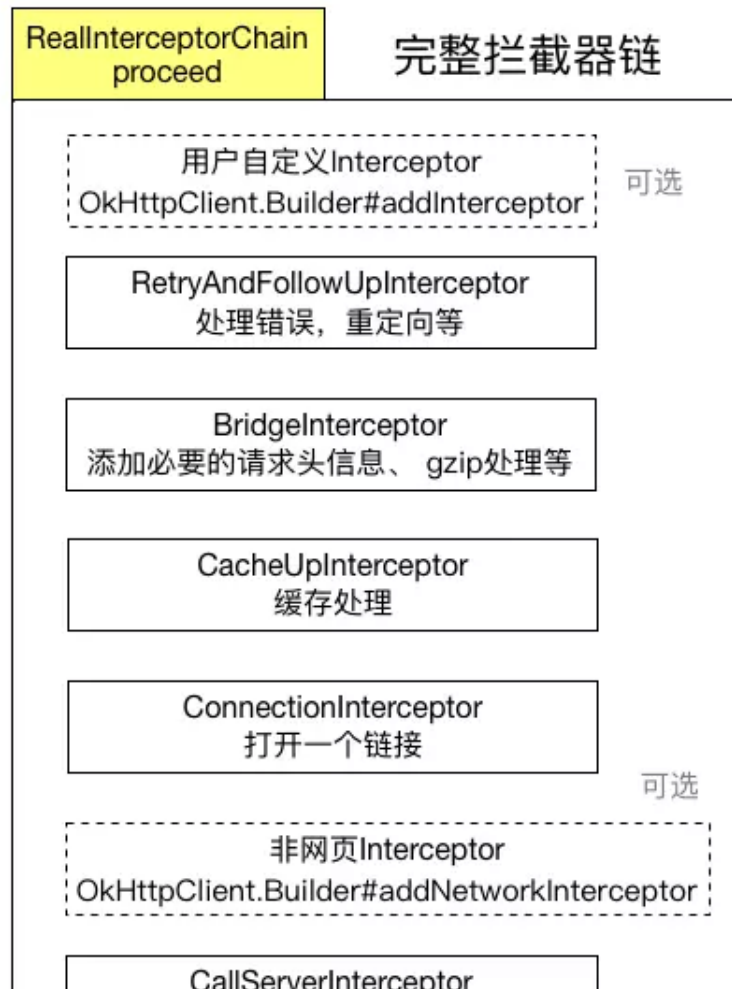 RealInterceptorChain
proceed
完整拦截器链
用户自定义Interceptor
OkHttpClient.Builder#addInterceptor
可选
RetryAndFollowUpInterceptor
处理错误，重定向等
BridgeInterceptor
添加必要的请求头信息、 gzip处理等
CacheUpInterceptor
缓存处理
ConnectionInterceptor
打开一个链接
可选
非网页Interceptor
OkHttpClient.Builder#addNetworkInterceptor
CallServerInterceptor